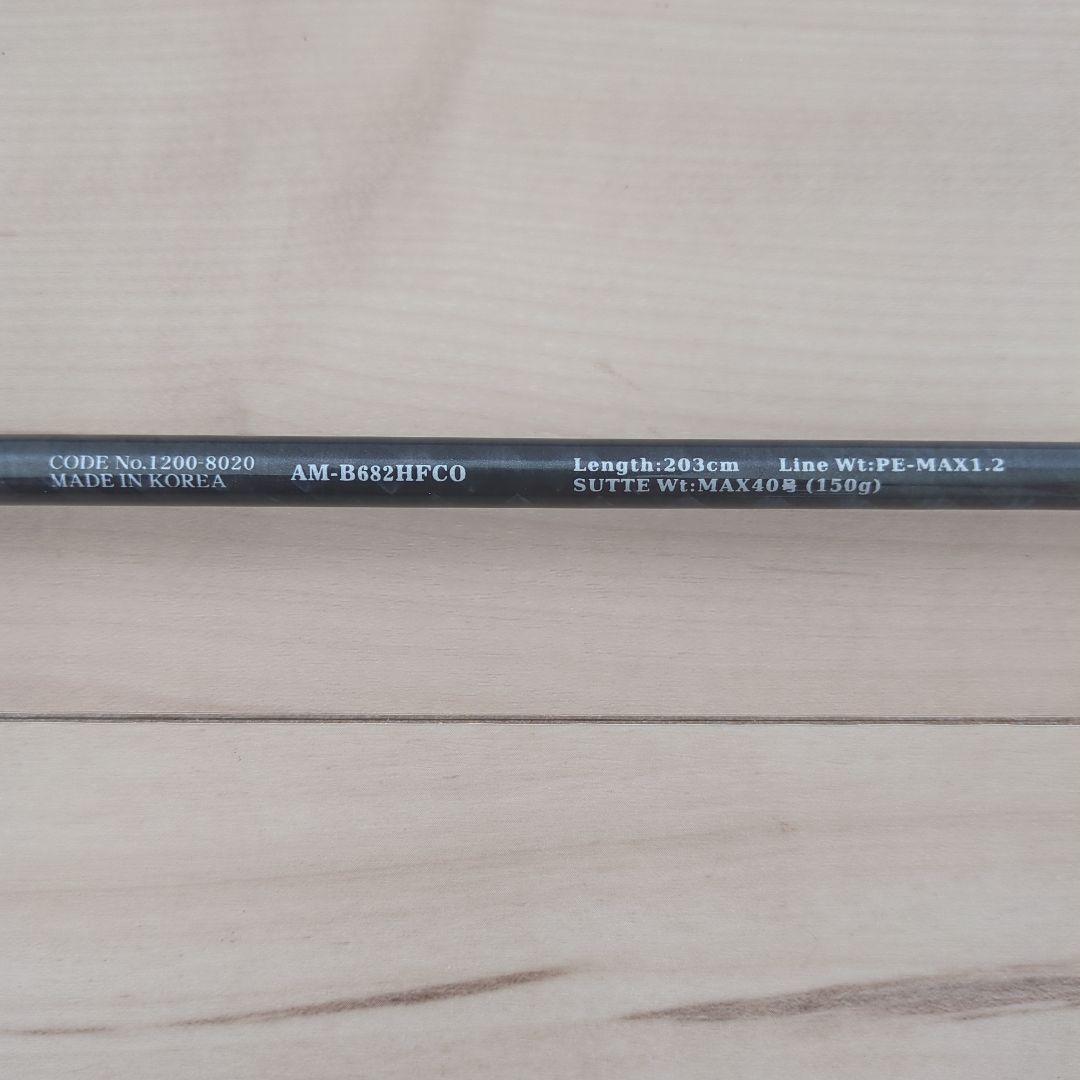 CODE No.1200-8020
MADE IN KOREA
AM-B682HFCO
Length:203cm Line Wt:PE-MAX1.2
SUTTE Wt:MAX40号 (150g)